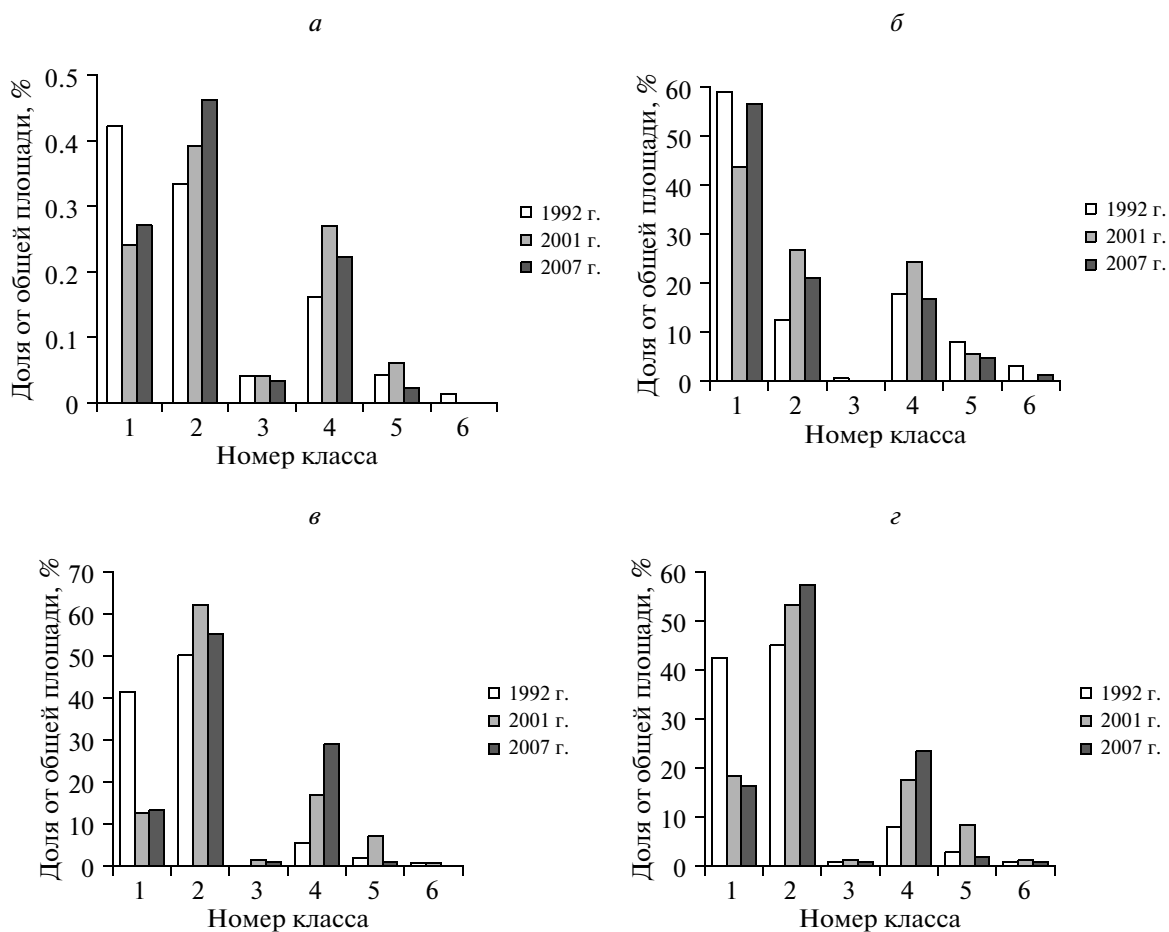 а
Доля от общей площади, %
0.5
0.4
0.3
0.2
0.1
0
1 2 3 4 5 6
Номер класса
1992 г.
2001 г.
2007 г.
б
Доля от общей площади, %
60
50
40
30
20
10
0
1 2 3 4 5 6
Номер класса
1992 г.
2001 г.
2007 г.
в
Доля от общей площади, %
70
60
50
40
30
20
10
0
1 2 3 4 5 6
Номер класса
1992 г.
2001 г.
2007 г.
г
Доля от общей площади, %
60
50
40
30
20
10
0
1 2 3 4 5 6
Номер класса
1992 г.
2001 г.
2007 г.